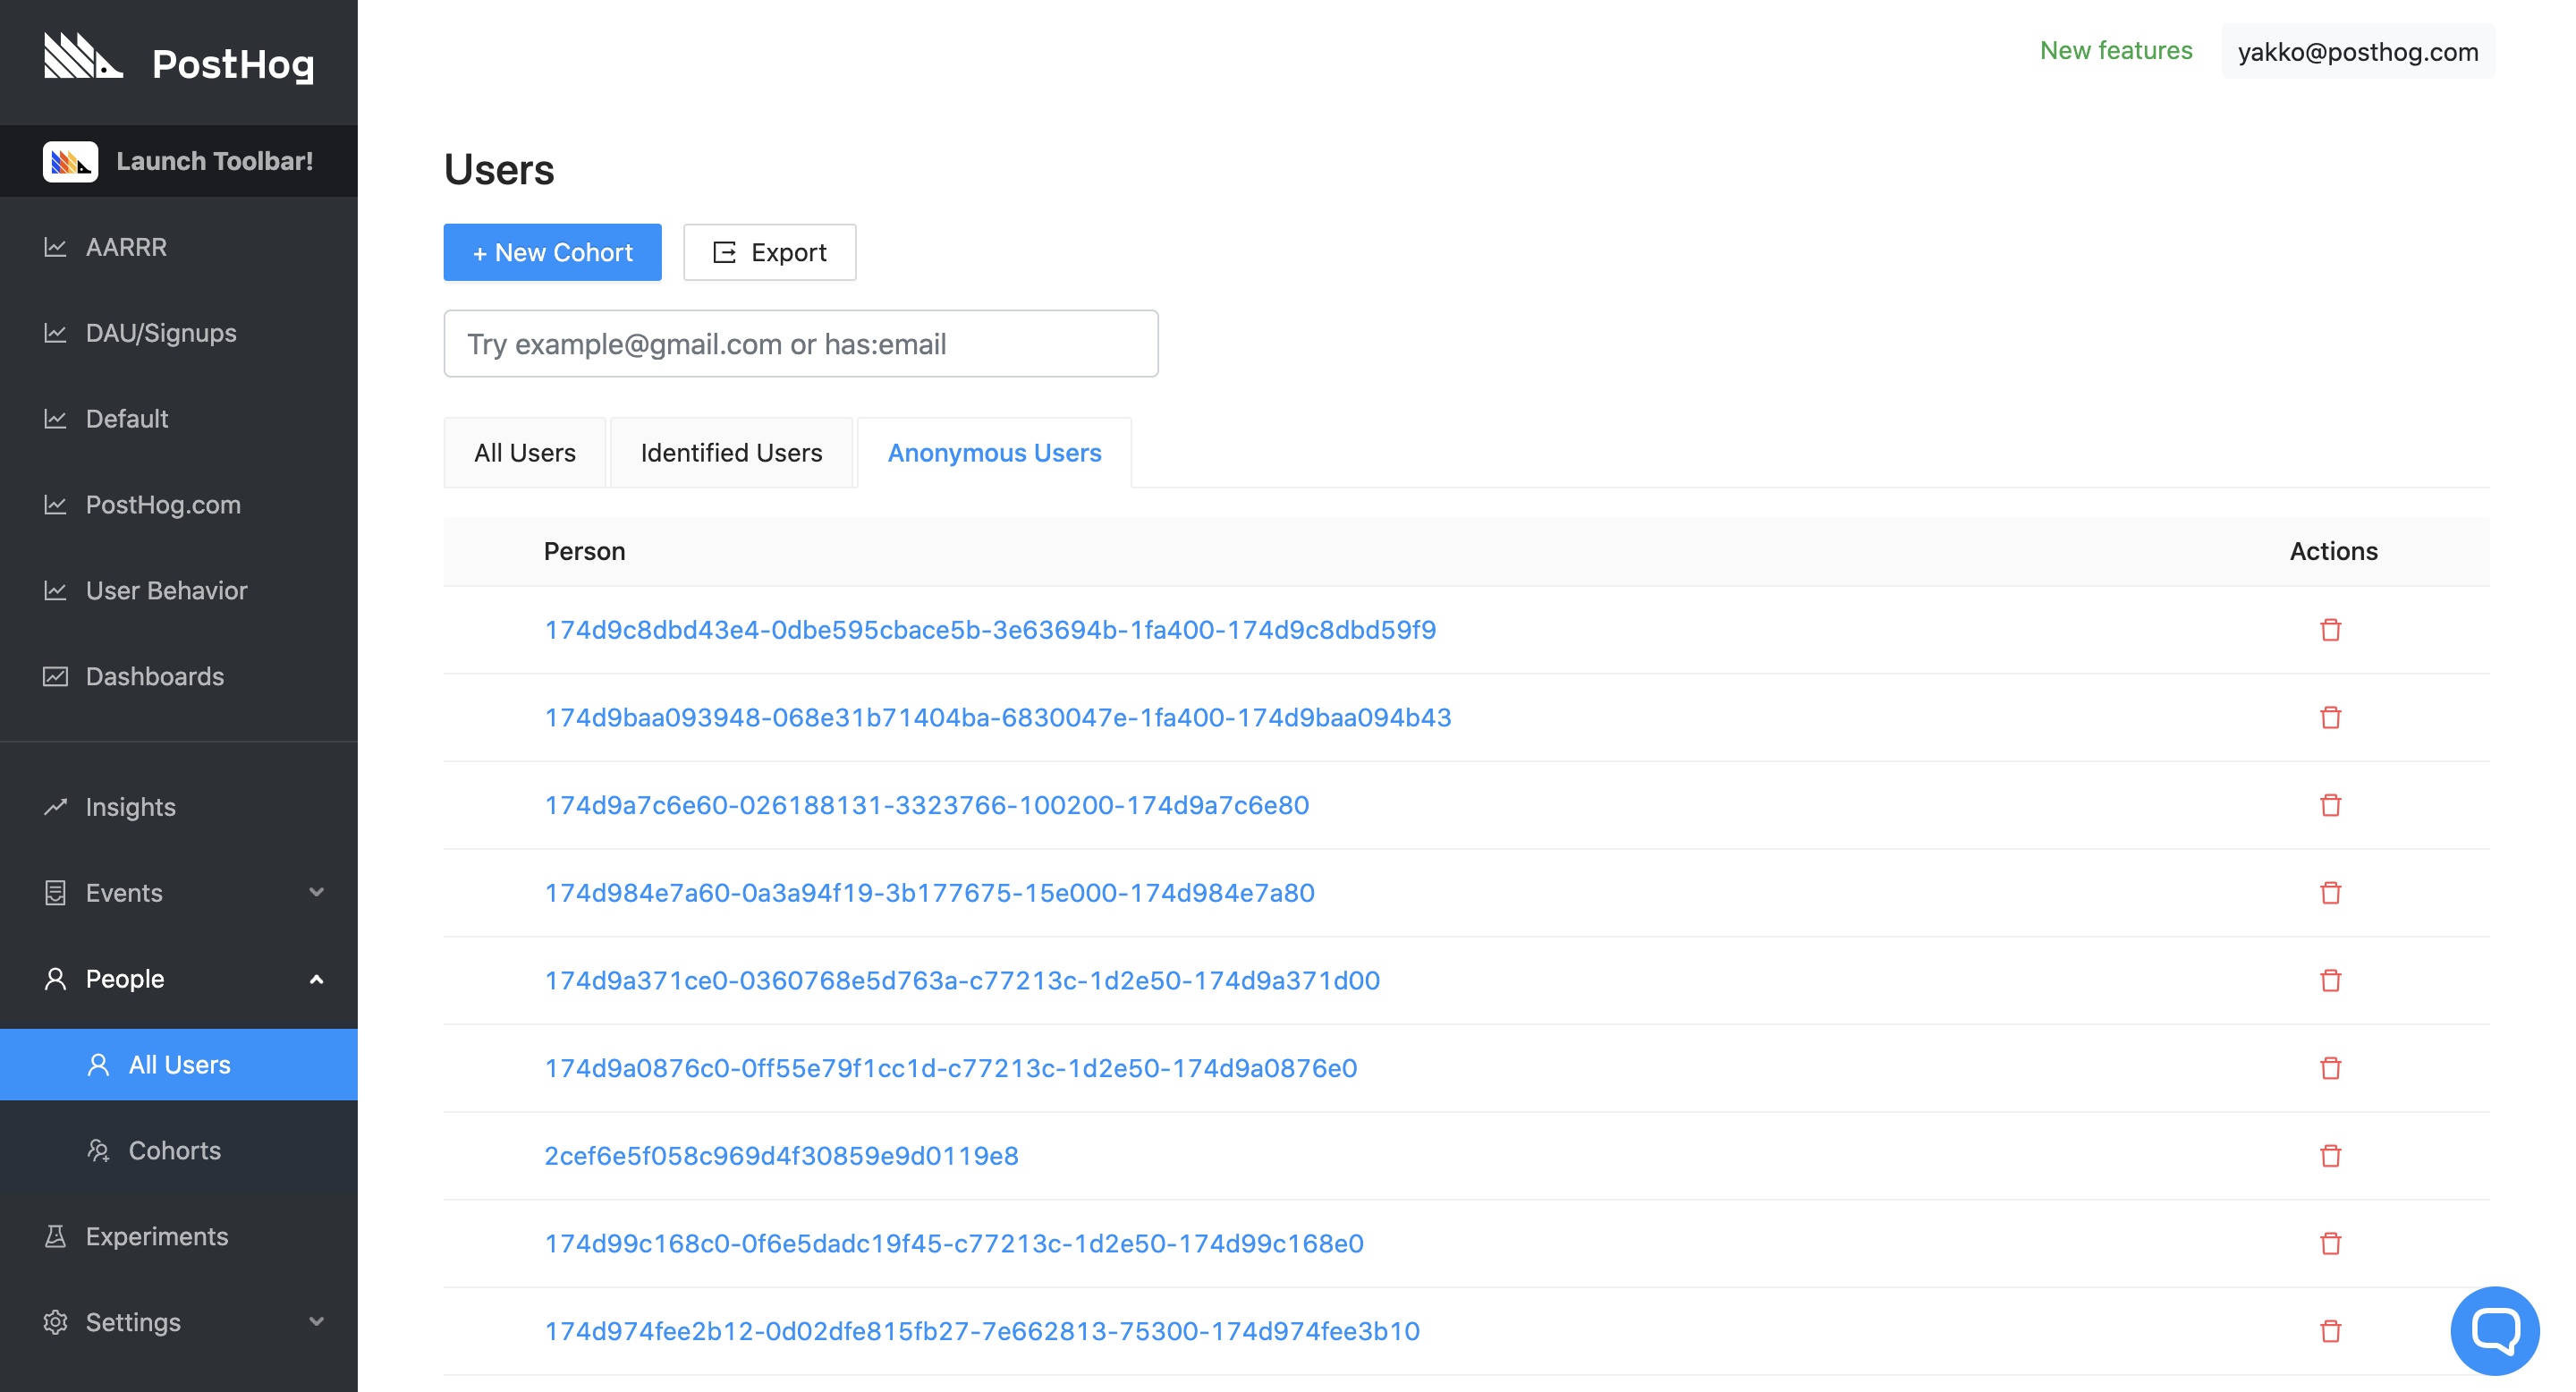 PostHog
New features
yakko@posthog.com
Launch Toolbar!
AARRR
DAU/Signups
Default
PostHog.com
User Behavior
Dashboards
Insights
Events
People
All Users
Cohorts
Experiments
Settings
Users
+ New Cohort
Export
Try example@gmail.com or has:email
All Users
Identified Users
Anonymous Users
Person
Actions
174d9c8dbd43e4-0dbe595cbace5b-3e63694b-1fa400-174d9c8dbd59f9
174d9baa093948-068e31b71404ba-6830047e-1fa400-174d9baa094b43
174d9a7c6e60-026188131-3323766-100200-174d9a7c6e80
174d984e7a60-0a3a94f19-3b177675-15e000-174d984e7a80
174d9a371ce0-0360768e5d763a-c77213c-1d2e50-174d9a371d00
174d9a0876c0-0ff55e79f1cc1d-c77213c-1d2e50-174d9a0876e0
2cef6e5f058c969d4f30859e9d0119e8
174d99c168c0-0f6e5dadc19f45-c77213c-1d2e50-174d99c168e0
174d974fee2b12-0d02dfe815fb27-7e662813-75300-174d974fee3b10